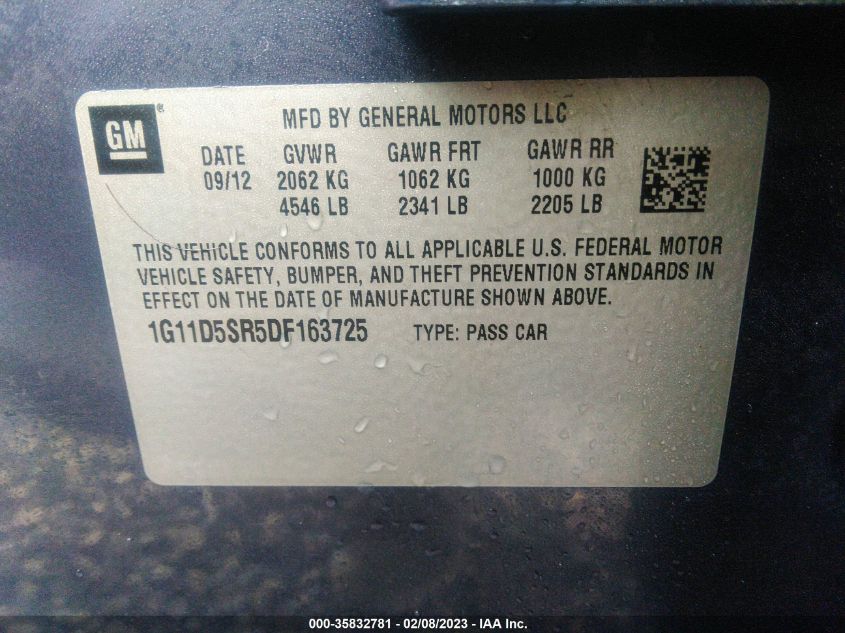 GM®
MFD BY GENERAL MOTORS LLC
DATE GVWR GAWR FRT GAWR RR
09/12 2062 KG 1062 KG 1000 KG
4546 LB 2341 LB 2205 LB
THIS VEHICLE CONFORMS TO ALL APPLICABLE U.S. FEDERAL MOTOR
VEHICLE SAFETY, BUMPER, AND THEFT PREVENTION STANDARDS IN
EFFECT ON THE DATE OF MANUFACTURE SHOWN ABOVE.
1G11D5SR5DF163725 TYPE: PASS CAR
000-35832781 - 02/08/2023 - IAA Inc.